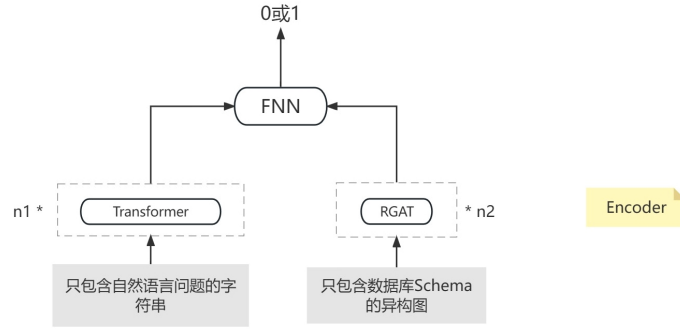 0或1
FNN
n1 *
Transformer
RGAT
* n2
Encoder
只包含自然语言问题的字
符串
只包含数据库Schema
的异构图